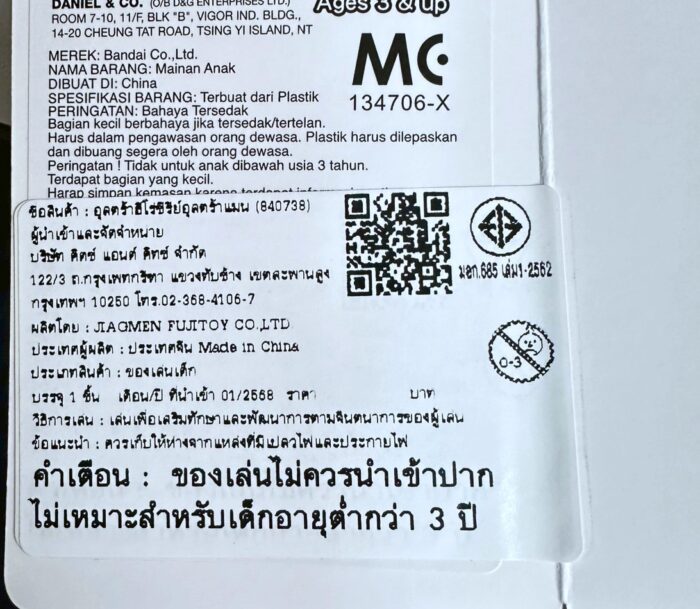 DANIEL & CO. (O/B D&G ENTERPRISES LTD.)
ROOM 7-10, 11/F, BLK "B", VIGOR IND. BLDG.,
14-20 CHEUNG TAT ROAD, TSING YI ISLAND, NT
Ages 3 & up
MEREK: Bandai Co.,Ltd.
NAMA BARANG: Mainan Anak
DIBUAT DI: China
SPESIFIKASI BARANG: Terbuat dari Plastik
PERINGATAN: Bahaya Tersedak
Bagian kecil berbahaya jika tersedak/tertelan.
Harus dalam pengawasan orang dewasa. Plastik harus dilepaskan
dan dibuang segera oleh orang dewasa.
Peringatan ! Tidak untuk anak dibawah usia 3 tahun.
Terdapat bagian yang kecil.
Harap simpan kemasan karena terdapat
MC
134706-X
ชื่อสินค้า : อุลตร้าฮีโร่ซีรีย์อุลตร้าแมน (840738)
ผู้นำเข้าและจัดจำหน่าย
บริษัท คิตซ์ แอนด์ คิทซ์ จำกัด
122/3 ถ.กรุงเทพกรีฑา แขวงทับช้าง เขตสะพานสูง
กรุงเทพฯ 10250 โทร.02-368-4106-7
ผลิตโดย : JIAGMEN FUJITOY CO.,LTD
ประเทศผู้ผลิต : ประเทศจีน Made in China
ประเภทสินค้า : ของเล่นเด็ก
บรรจุ 1 ชิ้น เดือน/ปี ที่นำเข้า 01/2568 ราคา บาท
วิธีการเล่น : เล่นเพื่อเสริมทักษะและพัฒนาการตามจินตนาการของผู้เล่น
ข้อแนะนำ : ควรเก็บให้ห่างจากแหล่งที่มีเปลวไฟและประกายไฟ
คำเตือน : ของเล่นไม่ควรนำเข้าปาก
ไม่เหมาะสำหรับเด็กอายุต่ำกว่า 3 ปี
มอก.685 เล่ม1-2562
0-3